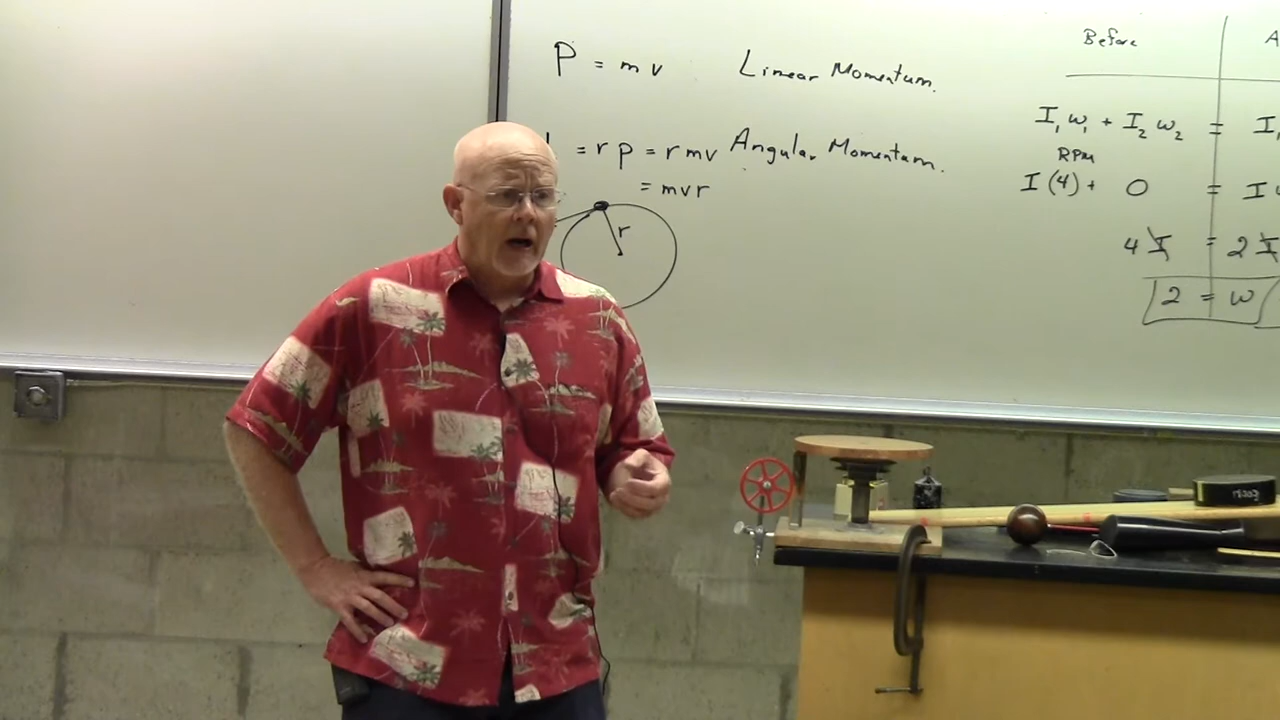 P = mv Linear Momentum.
= rp = rmv Angular Momentum.
= mvr
r
Before
I₁ω₁ + I₂ω₂ = I
RPM
I(4) + 0 = I
4I = 2I
2 = ω